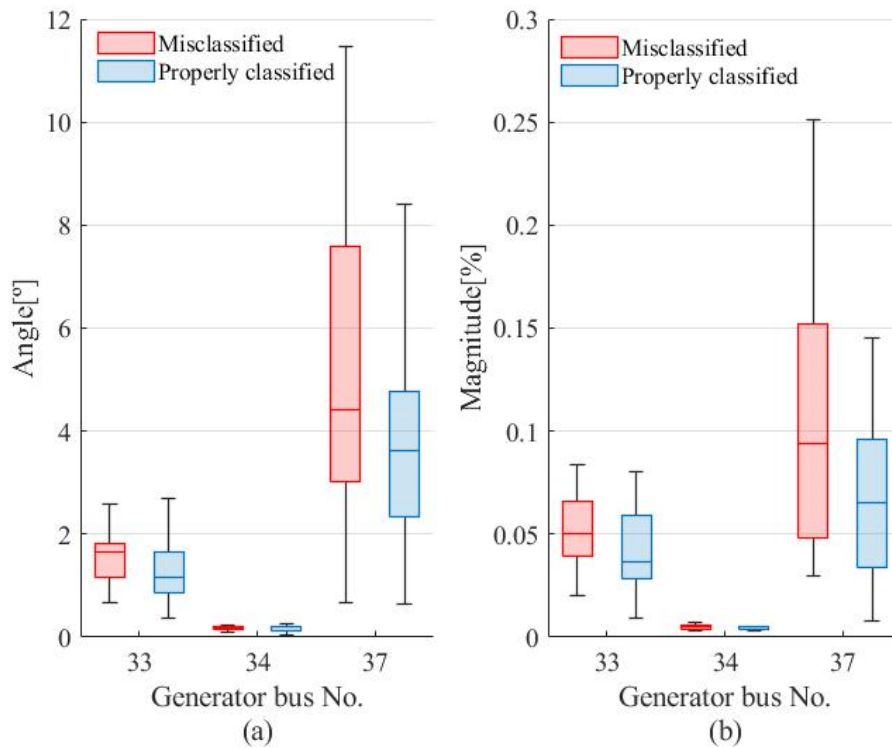 12
10
8
6
4
2
0
Angle[º]
Misclassified
Properly classified
33
34
37
Generator bus No.
(a)
0.3
0.25
0.2
0.15
0.1
0.05
0
Magnitude[%]
Misclassified
Properly classified
33
34
37
Generator bus No.
(b)